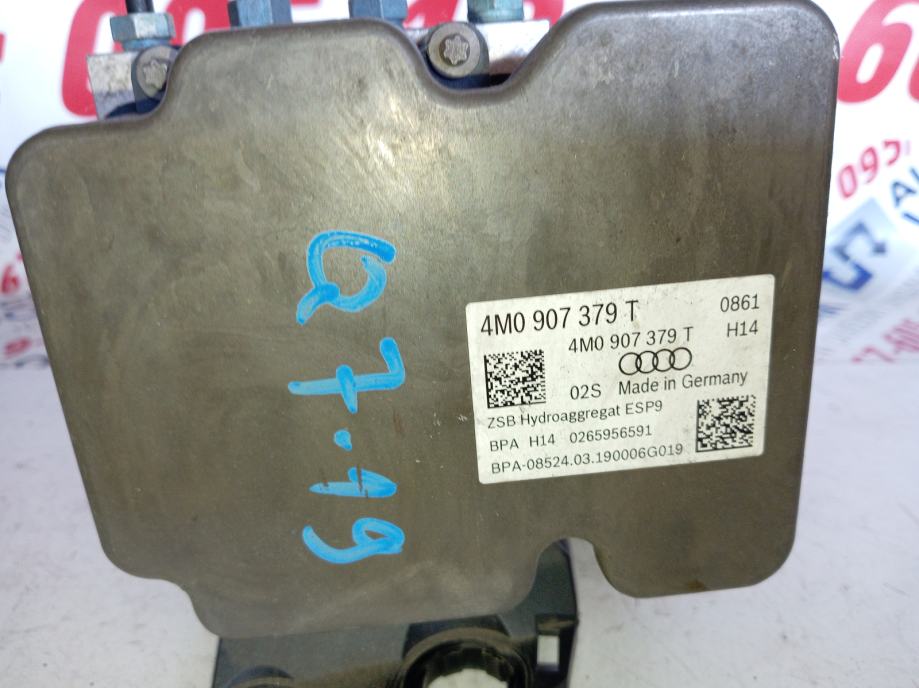 4M0 907 379 T 0861
4M0 907 379 T H14
02S Made in Germany
ZSB Hydroaggregat ESP9
BPA H14 0265956591
BPA-08524.03.190006G019
Q7-19